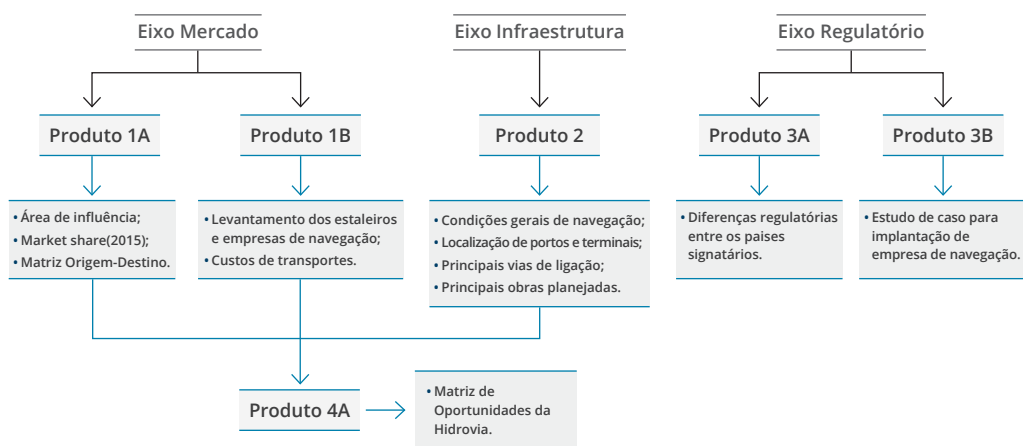 Eixo Mercado
Eixo Infraestrutura
Eixo Regulatório
Produto 1A
Produto 1B
Produto 2
Produto 3A
Produto 3B
• Área de influência;
• Market share(2015);
• Matriz Origem-Destino.
• Levantamento dos estaleiros
e empresas de navegação;
• Custos de transportes.
• Condições gerais de navegação;
• Localização de portos e terminais;
• Principais vias de ligação;
• Principais obras planejadas.
• Diferenças regulatórias
entre os paises
signatários.
• Estudo de caso para
implantação de
empresa de navegação.
Produto 4A
• Matriz de
Oportunidades da
Hidrovia.